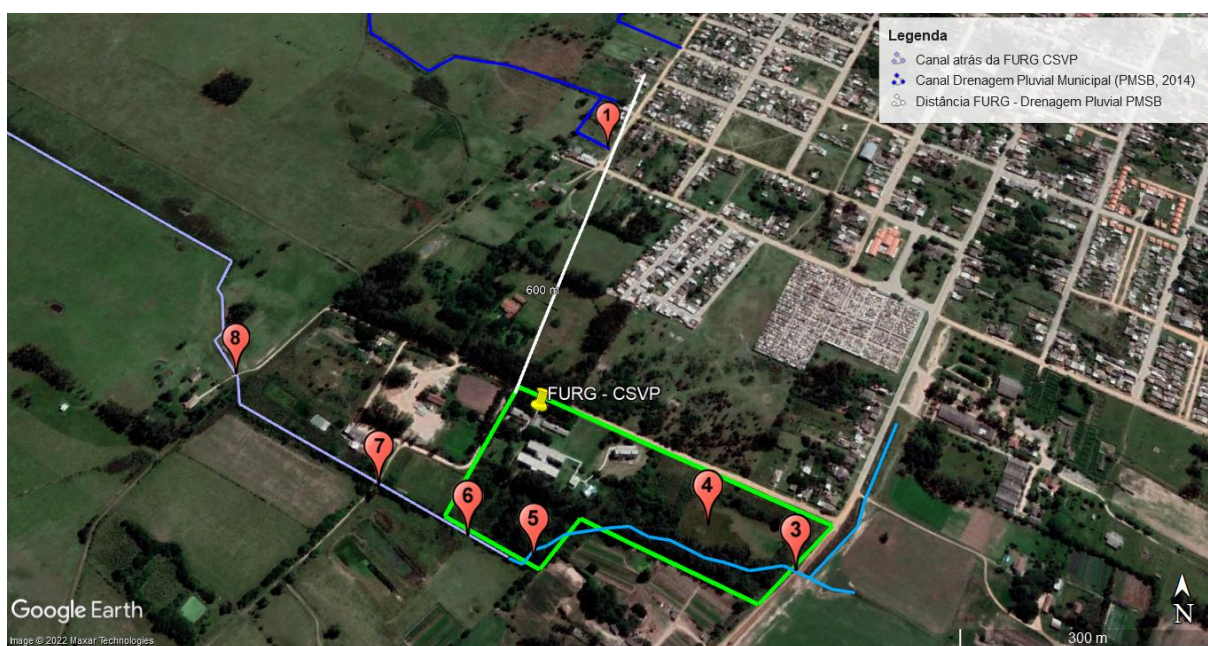 Legenda
Canal atrás da FURG CSVP
Canal Drenagem Pluvial Municipal (PMSB, 2014)
Distância FURG - Drenagem Pluvial PMSB
1
600 m
8
FURG - CSVP
7
6
5
4
3
Google Earth
N
Image © 2022 Maxar Technologies
300 m